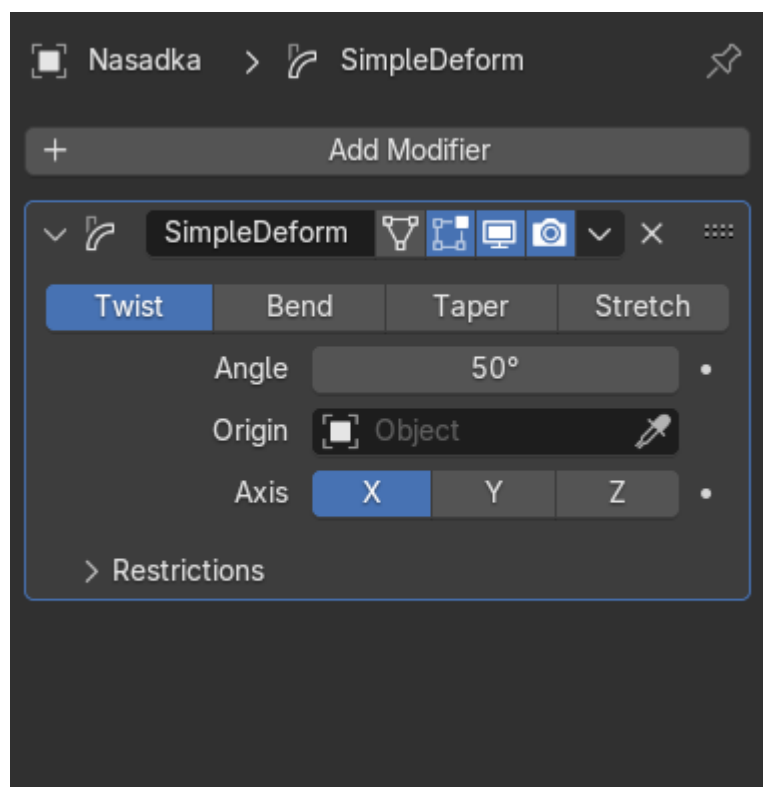 Nasadka > SimpleDeform
+ Add Modifier
SimpleDeform
Twist Bend Taper Stretch
Angle 50°
Origin Object
Axis X Y Z
Restrictions